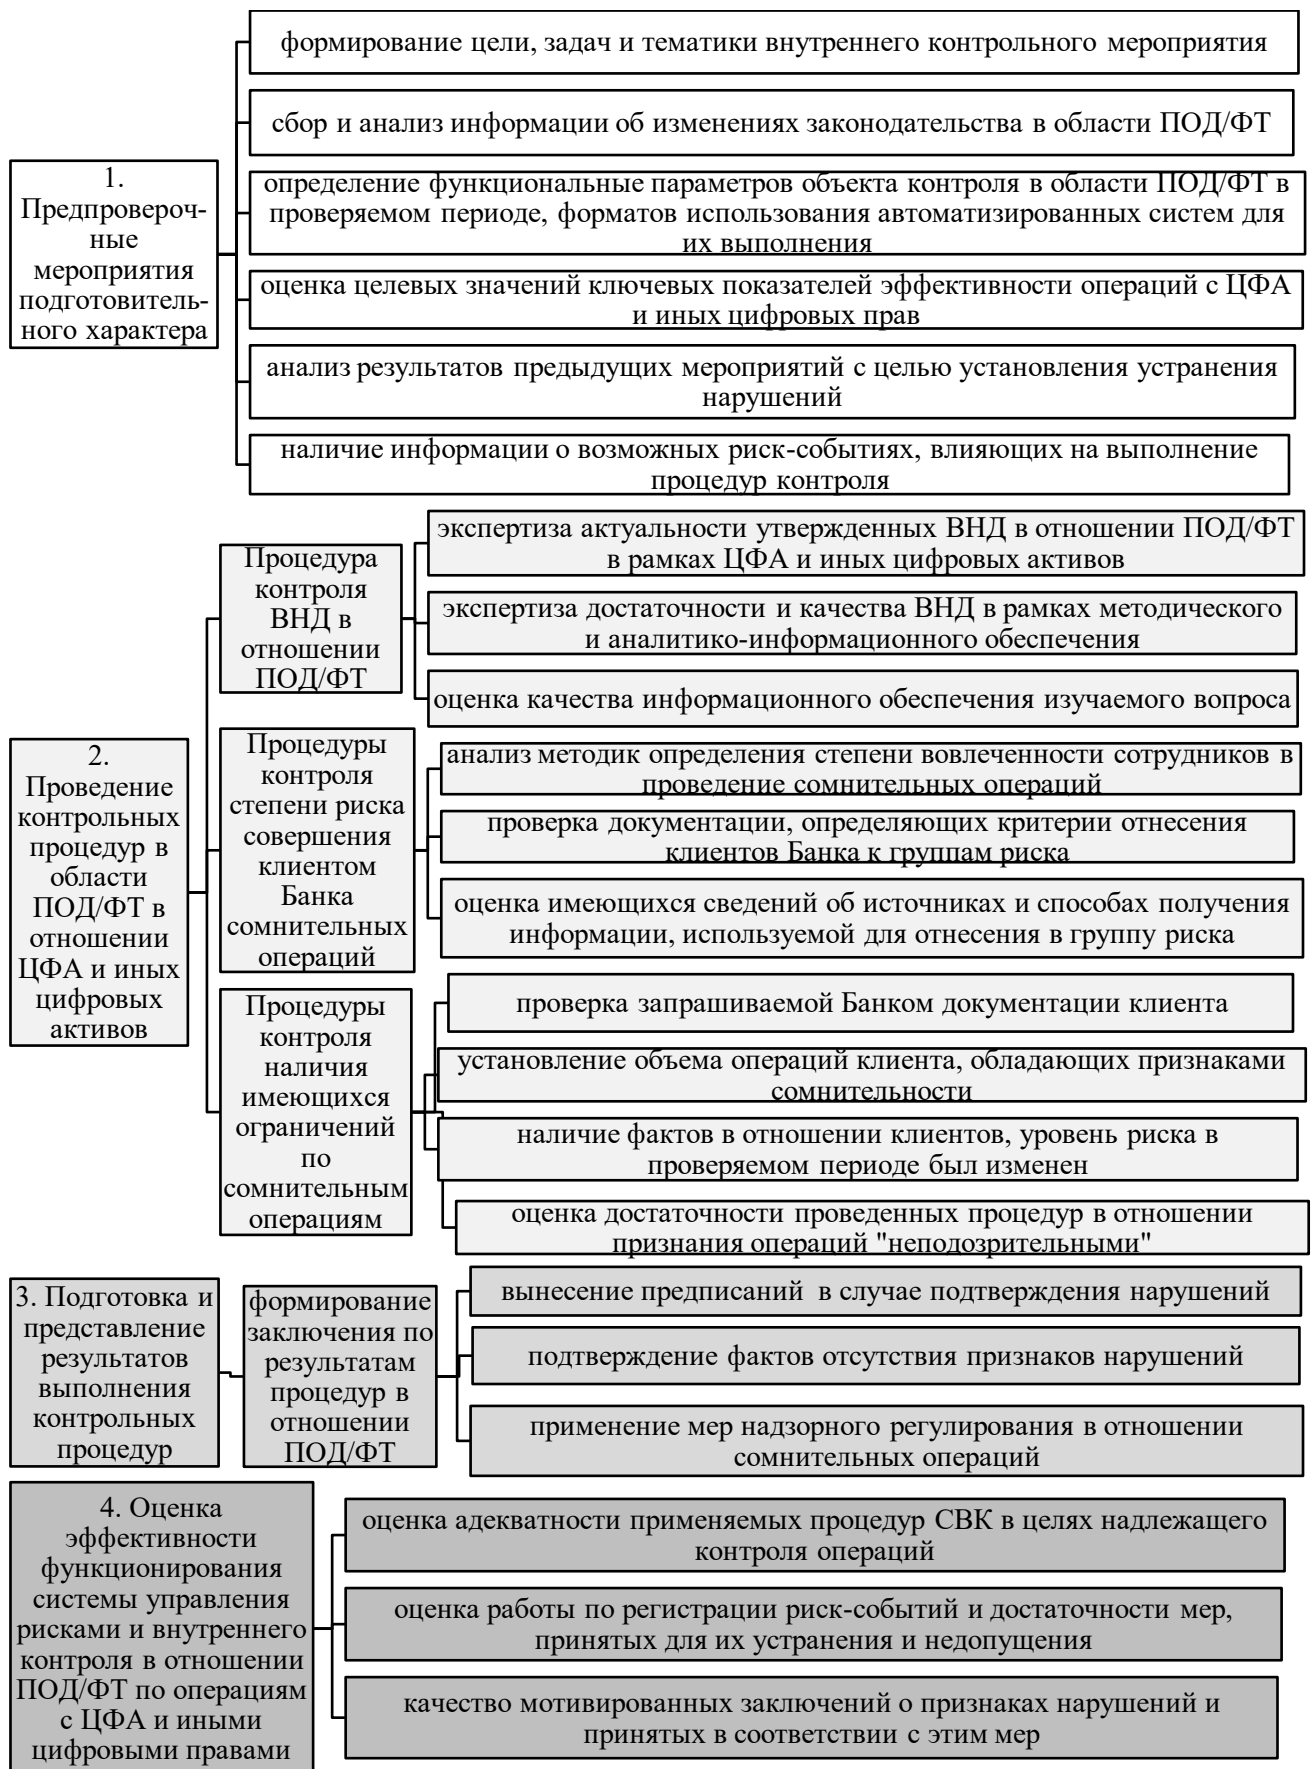 1.
Предпровероч-
ные
мероприятия
подготовитель-
ного характера
формирование цели, задач и тематики внутреннего контрольного мероприятия
сбор и анализ информации об изменениях законодательства в области ПОД/ФТ
определение функциональные параметров объекта контроля в области ПОД/ФТ в
проверяемом периоде, форматов использования автоматизированных систем для
их выполнения
оценка целевых значений ключевых показателей эффективности операций с ЦФА
и иных цифровых прав
анализ результатов предыдущих мероприятий с целью установления устранения
нарушений
наличие информации о возможных риск-событиях, влияющих на выполнение
процедур контроля
2.
Проведение
контрольных
процедур в
области
ПОД/ФТ в
отношении
ЦФА и иных
цифровых
активов
Процедура
контроля
ВНД в
отношении
ПОД/ФТ
экспертиза актуальности утвержденных ВНД в отношении ПОД/ФТ
в рамках ЦФА и иных цифровых активов
экспертиза достаточности и качества ВНД в рамках методического
и аналитико-информационного обеспечения
оценка качества информационного обеспечения изучаемого вопроса
Процедуры
контроля
степени риска
совершения
клиентом
Банка
сомнительных
операций
анализ методик определения степени вовлеченности сотрудников в
проведение сомнительных операций
проверка документации, определяющих критерии отнесения
клиентов Банка к группам риска
оценка имеющихся сведений об источниках и способах получения
информации, используемой для отнесения в группу риска
Процедуры
контроля
наличия
имеющихся
ограничений
по
сомнительным
операциям
проверка запрашиваемой Банком документации клиента
установление объема операций клиента, обладающих признаками
сомнительности
наличие фактов в отношении клиентов, уровень риска в
проверяемом периоде был изменен
оценка достаточности проведенных процедур в отношении
признания операций "неподозрительными"
3. Подготовка и
представление
результатов
выполнения
контрольных
процедур
формирование
заключения по
результатам
процедур в
отношении
ПОД/ФТ
вынесение предписаний в случае подтверждения нарушений
подтверждение фактов отсутствия признаков нарушений
применение мер надзорного регулирования в отношении
сомнительных операций
4. Оценка
эффективности
функционирования
системы управления
рисками и внутреннего
контроля в отношении
ПОД/ФТ по операциям
с ЦФА и иными
цифровыми правами
оценка адекватности применяемых процедур СВК в целях надлежащего
контроля операций
оценка работы по регистрации риск-событий и достаточности мер,
принятых для их устранения и недопущения
качество мотивированных заключений о признаках нарушений и
принятых в соответствии с этим мер